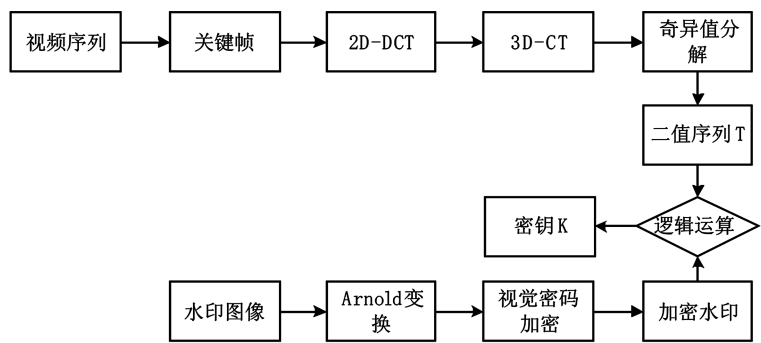 视频序列
关键帧
2D-DCT
3D-CT
奇异值分
解
二值序列T
逻辑运算
密钥K
水印图像
Arnold变
换
视觉密码
加密
加密水印